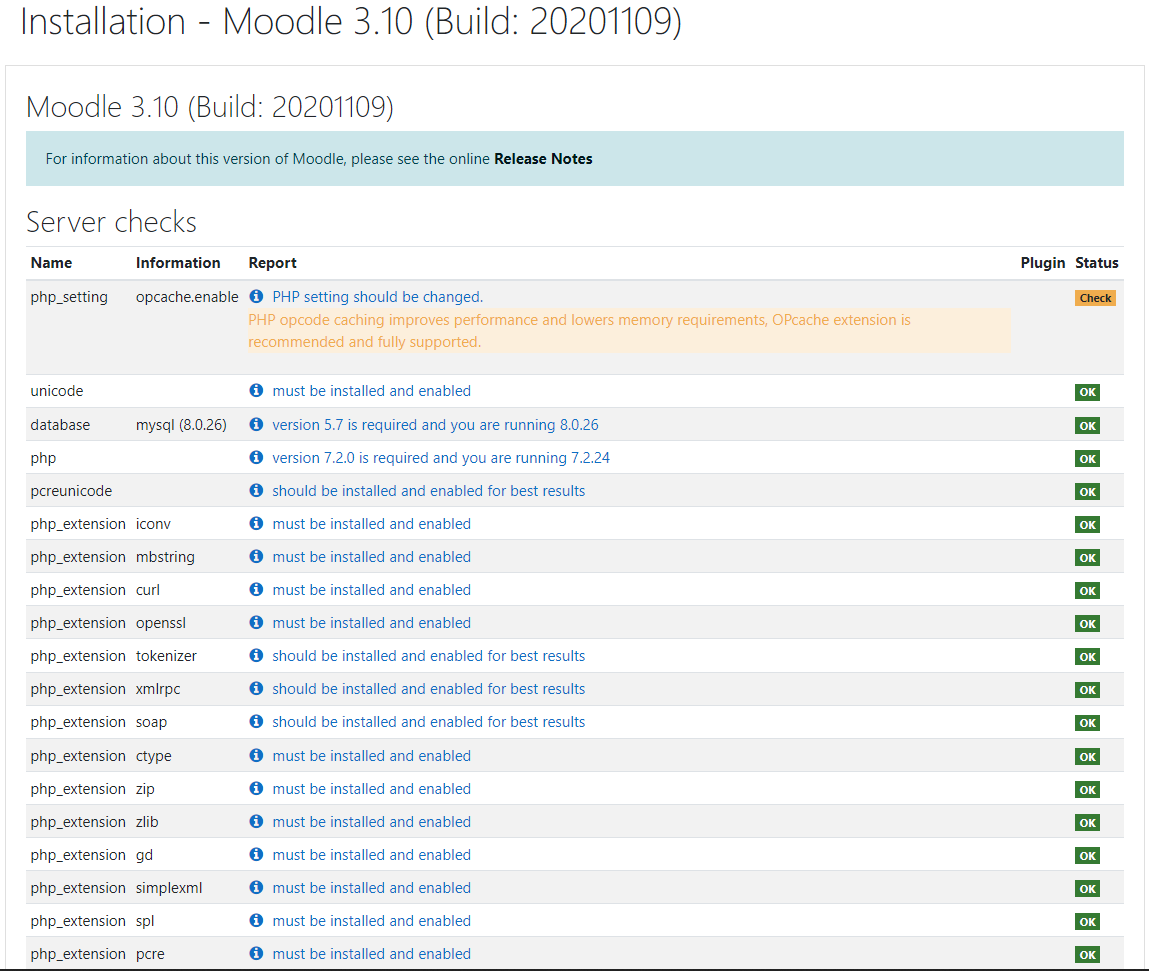 Installation - Moodle 3.10 (Build: 20201109)
Moodle 3.10 (Build: 20201109)
For information about this version of Moodle, please see the online Release Notes
Server checks
Name Information Report Plugin Status
php_setting opcache.enable PHP setting should be changed. Check
PHP opcode caching improves performance and lowers memory requirements, OPcache extension is
recommended and fully supported.
unicode must be installed and enabled OK
database mysql (8.0.26) version 5.7 is required and you are running 8.0.26 OK
php version 7.2.0 is required and you are running 7.2.24 OK
pcreunicode should be installed and enabled for best results OK
php_extension iconv must be installed and enabled OK
php_extension mbstring must be installed and enabled OK
php_extension curl must be installed and enabled OK
php_extension openssl must be installed and enabled OK
php_extension tokenizer should be installed and enabled for best results OK
php_extension xmlrpc should be installed and enabled for best results OK
php_extension soap should be installed and enabled for best results OK
php_extension ctype must be installed and enabled OK
php_extension zip must be installed and enabled OK
php_extension zlib must be installed and enabled OK
php_extension gd must be installed and enabled OK
php_extension simplexml must be installed and enabled OK
php_extension spl must be installed and enabled OK
php_extension pcre must be installed and enabled OK